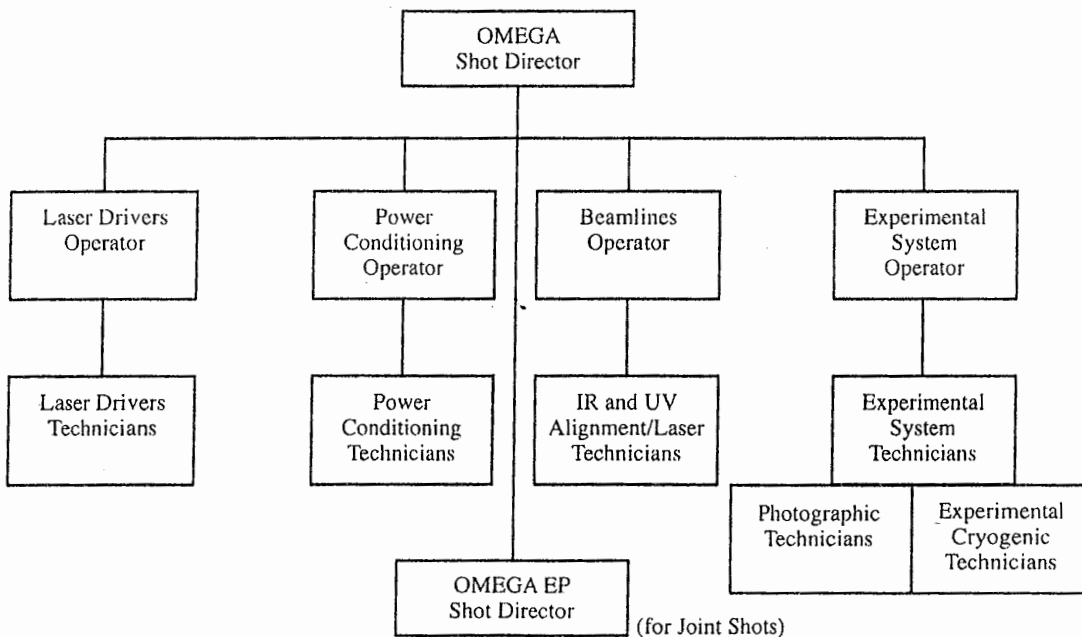 OMEGA
Shot Director
Laser Drivers
Operator
Power
Conditioning
Operator
Beamlines
Operator
Experimental
System
Operator
Laser Drivers
Technicians
Power
Conditioning
Technicians
IR and UV
Alignment/Laser
Technicians
Experimental
System
Technicians
Photographic
Technicians
Experimental
Cryogenic
Technicians
OMEGA EP
Shot Director
(for Joint Shots)